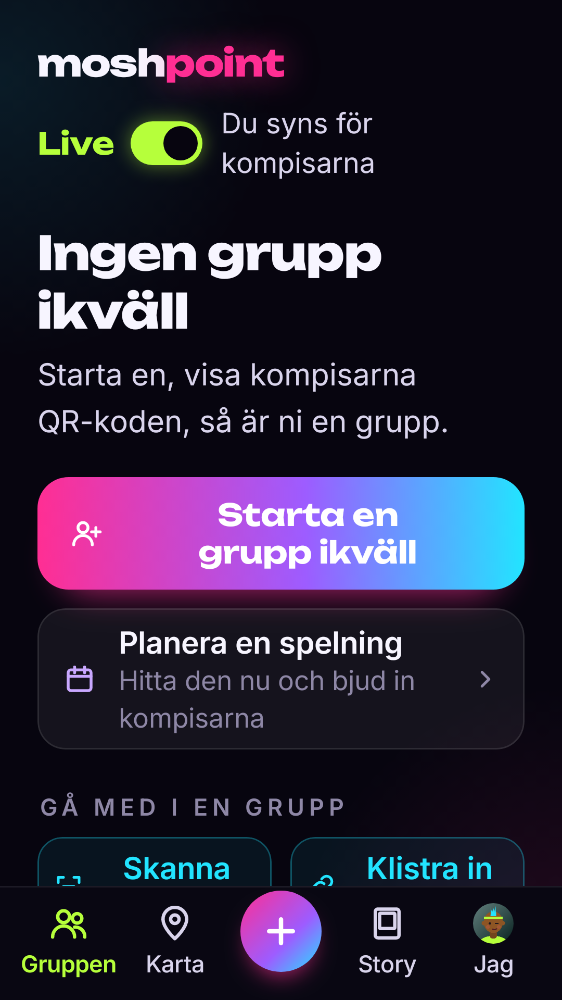 moshpoint
Live
Du syns för
kompisarna
Ingen grupp
ikväll
Starta en, visa kompisarna
QR-koden, så är ni en grupp.
Starta en
grupp ikväll
Planera en spelning
Hitta den nu och bjud in
kompisarna
GÅ MED I EN GRUPP
Skanna
Klistra in
Gruppen
Karta
Story
Jag